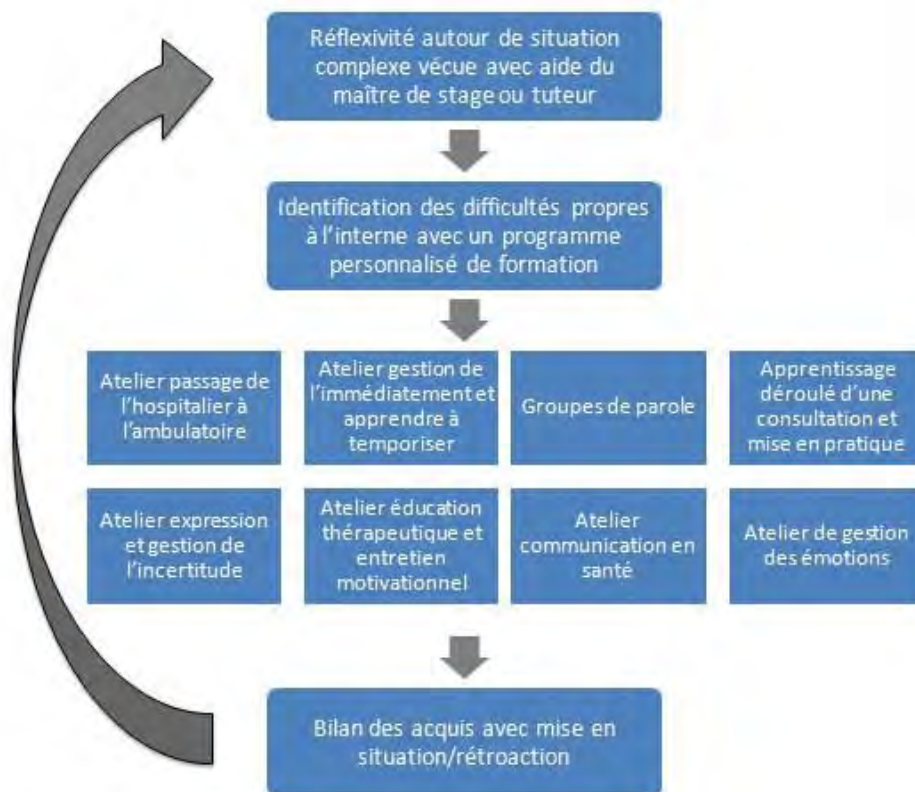 Réflexivité autour de situation
complexe vécue avec aide du
maître de stage ou tuteur
Identification des difficultés propres
à l'interne avec un programme
personnalisé de formation
Atelier passage de
l'hospitalier à
l'ambulatoire
Atelier gestion de
l'immédiatement et
apprendre à
temporiser
Groupes de parole
Apprentissage
déroulé d'une
consultation et
mise en pratique
Atelier expression
et gestion de
l'incertitude
Atelier éducation
thérapeutique et
entretien
motivationnel
Atelier
communication en
santé
Atelier de gestion
des émotions
Bilan des acquis avec mise en
situation/rétroaction